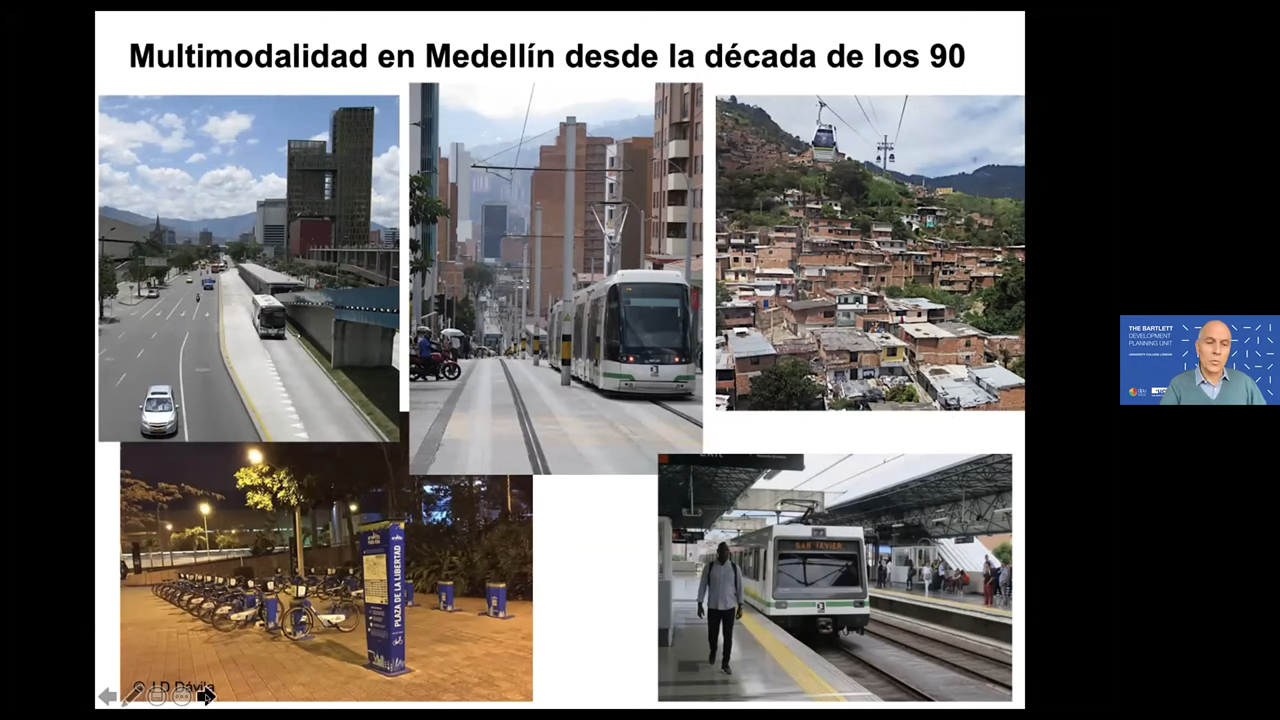 Multimodalidad en Medellín desde la década de los 90
THE BARTLETT
DEVELOPMENT
PLANNING UNIT
UNIVERSITY COLLEGE LONDON
PLAZA DE LA LIBERTAD
SAN JAVIER
© J.D Dávila